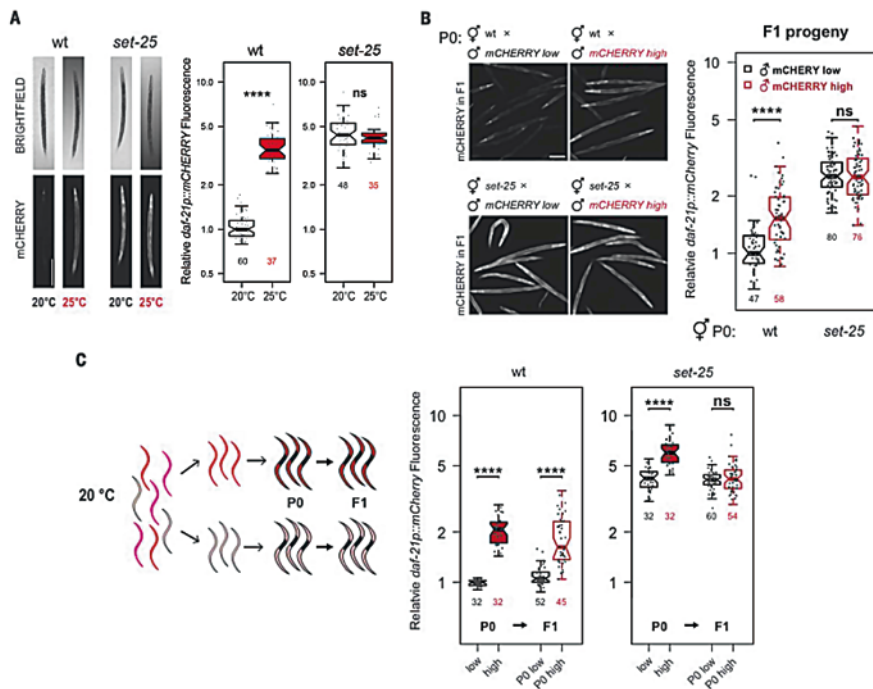 A
wt
set-25
BRIGHTFIELD
mCHERRY
20°C 25°C 20°C 25°C
wt
set-25
Relative daf-21p::mCHERRY Fluorescence
10.0
5.0
2.0
1.0
0.5
****
60
37
20°C
25°C
10.0
5.0
2.0
1.0
0.5
ns
48
35
20°C
25°C
B
P0:
⚥ wt ×
♂ mCHERRY low
⚥ wt ×
♂ mCHERRY high
mCHERRY in F1
⚥ set-25 ×
♂ mCHERRY low
⚥ set-25 ×
♂ mCHERRY high
mCHERRY in F1
F1 progeny
Relatvie daf-21p::mCHERRY Fluorescence
10
5
2
1
♂ mCHERY low
♂ mCHERRY high
****
ns
47
58
80
76
⚥ P0: wt set-25
C
20 °C
P0
F1
wt
set-25
Relatvie daf-21p::mCherry Fluorescence
10
5
2
1
****
****
32
32
52
45
P0 → F1
low
high
P0 low
P0 high
10
5
2
1
****
ns
32
32
60
54
P0 → F1
low
high
P0 low
P0 high